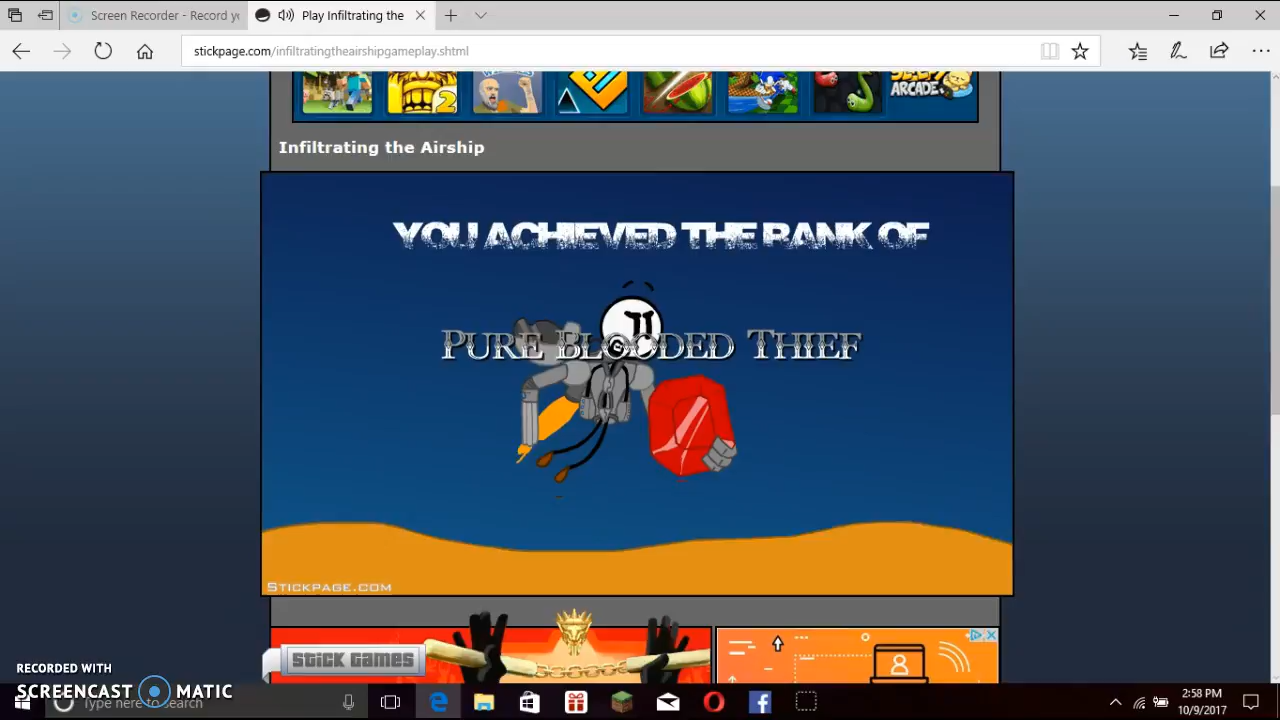 Screen Recorder - Record yo
Play Infiltrating the
stickpage.com/infiltratingtheairshipgameplay.shtml
2
ARCADE
Infiltrating the Airship
YOU ACHIEVED THE RANK OF
PURE BLOODED THIEF
STICKPAGE.COM
STICK GAMES
RECORDED WITH
SCREENCAST MATIC
Type here to search
2:58 PM
10/9/2017